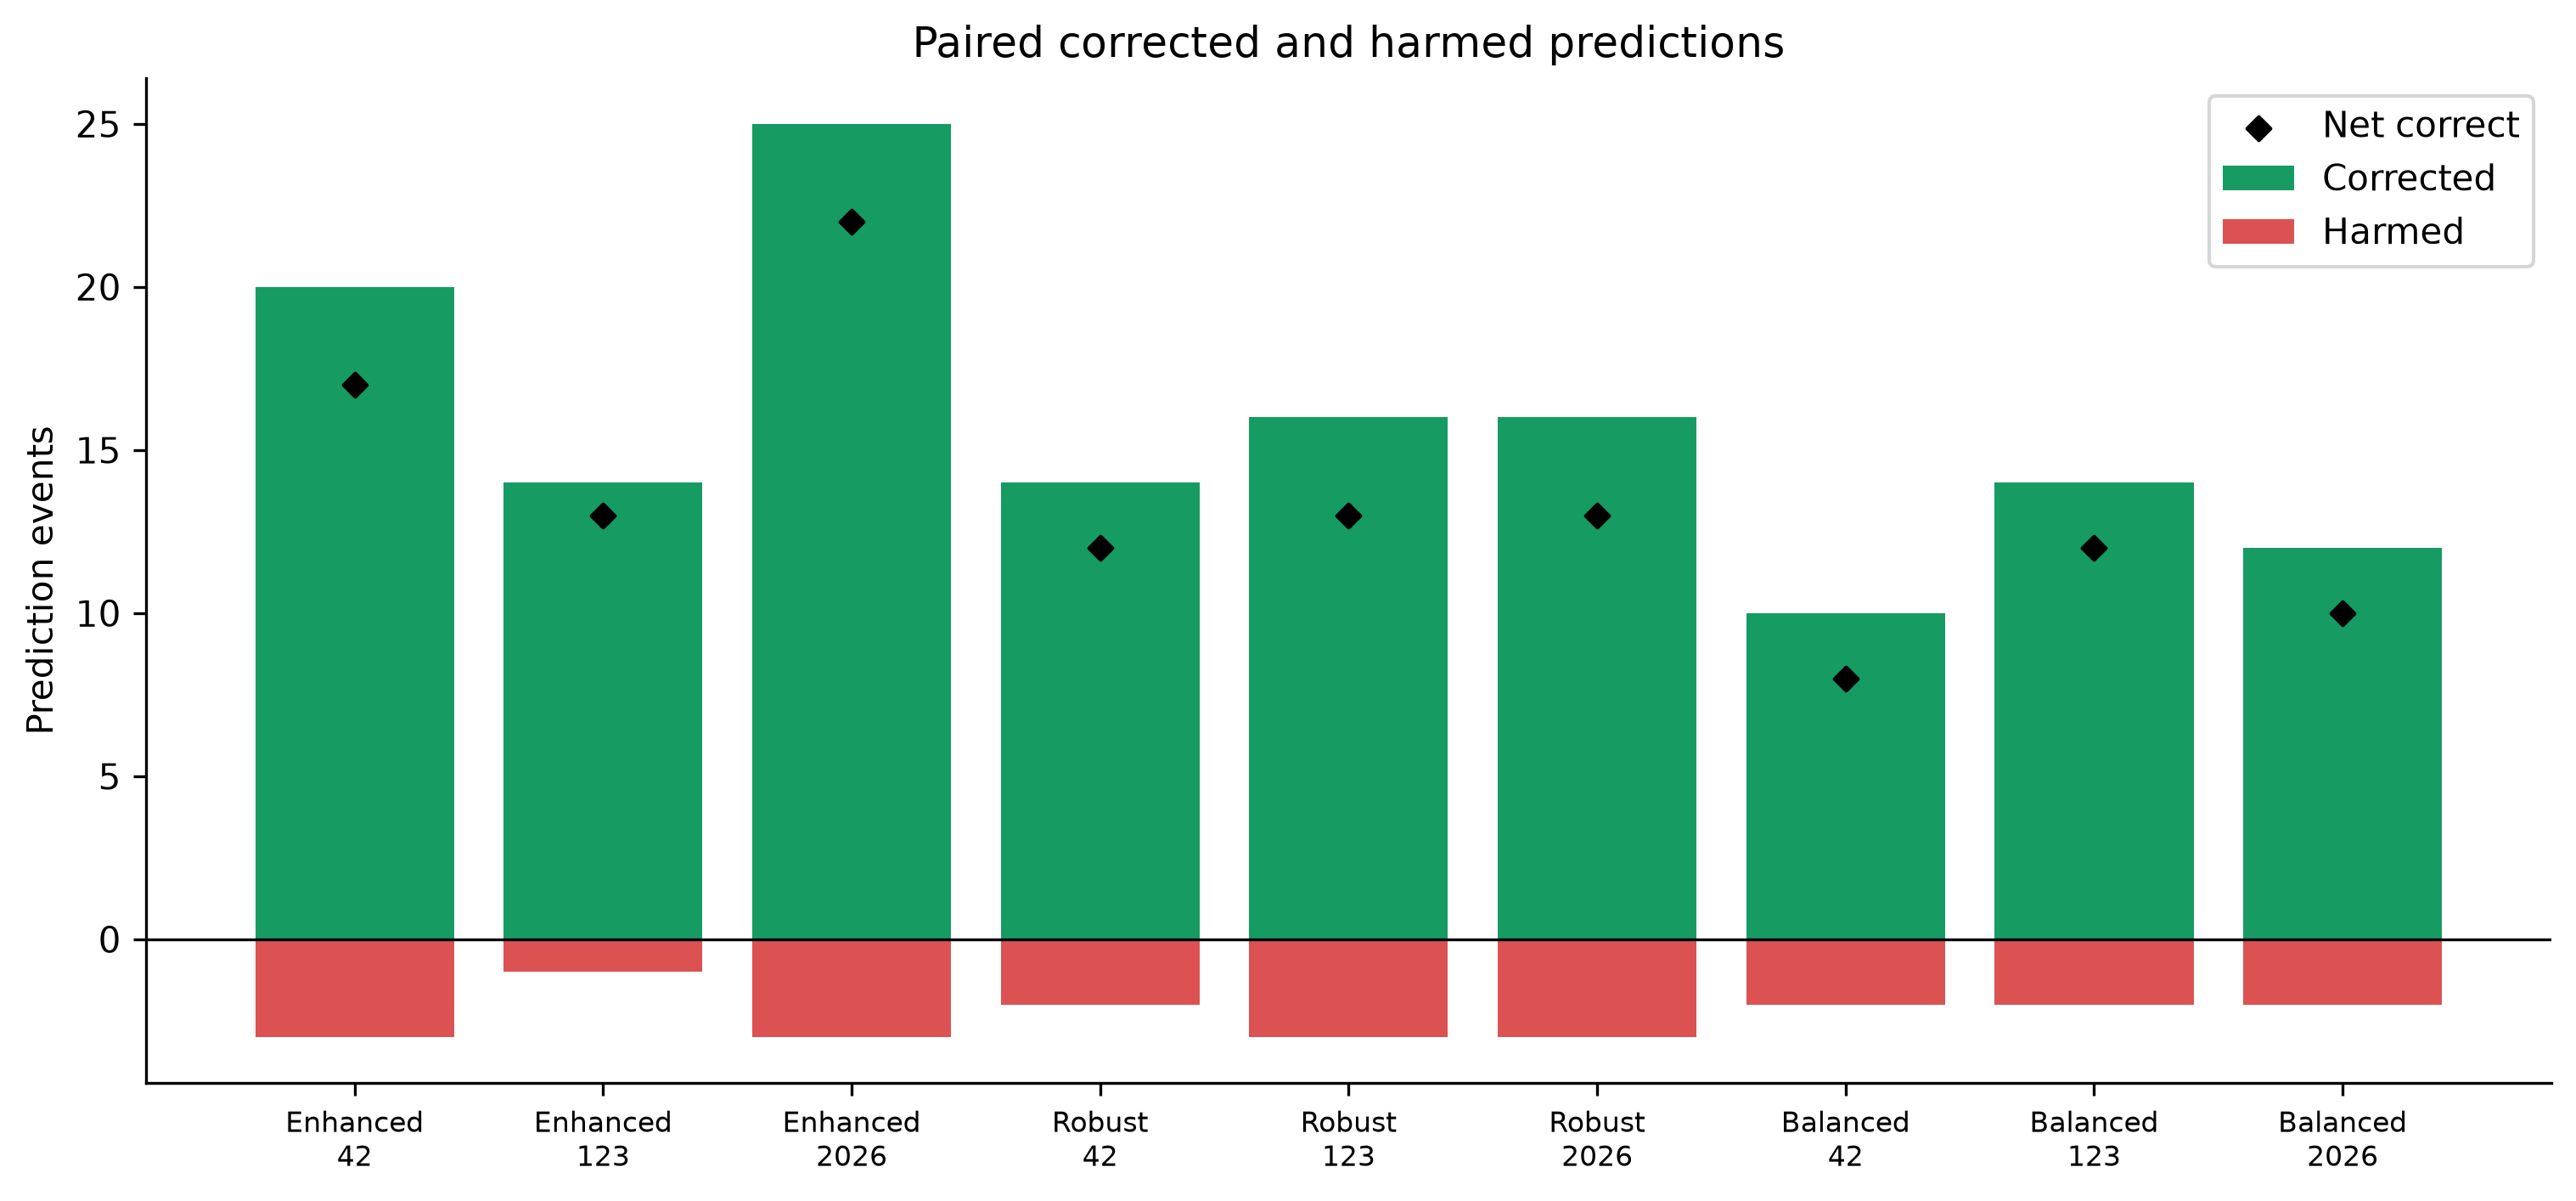 Paired corrected and harmed predictions
Net correct
Corrected
Harmed
Prediction events
25
20
15
10
5
0
Enhanced
42
Enhanced
123
Enhanced
2026
Robust
42
Robust
123
Robust
2026
Balanced
42
Balanced
123
Balanced
2026